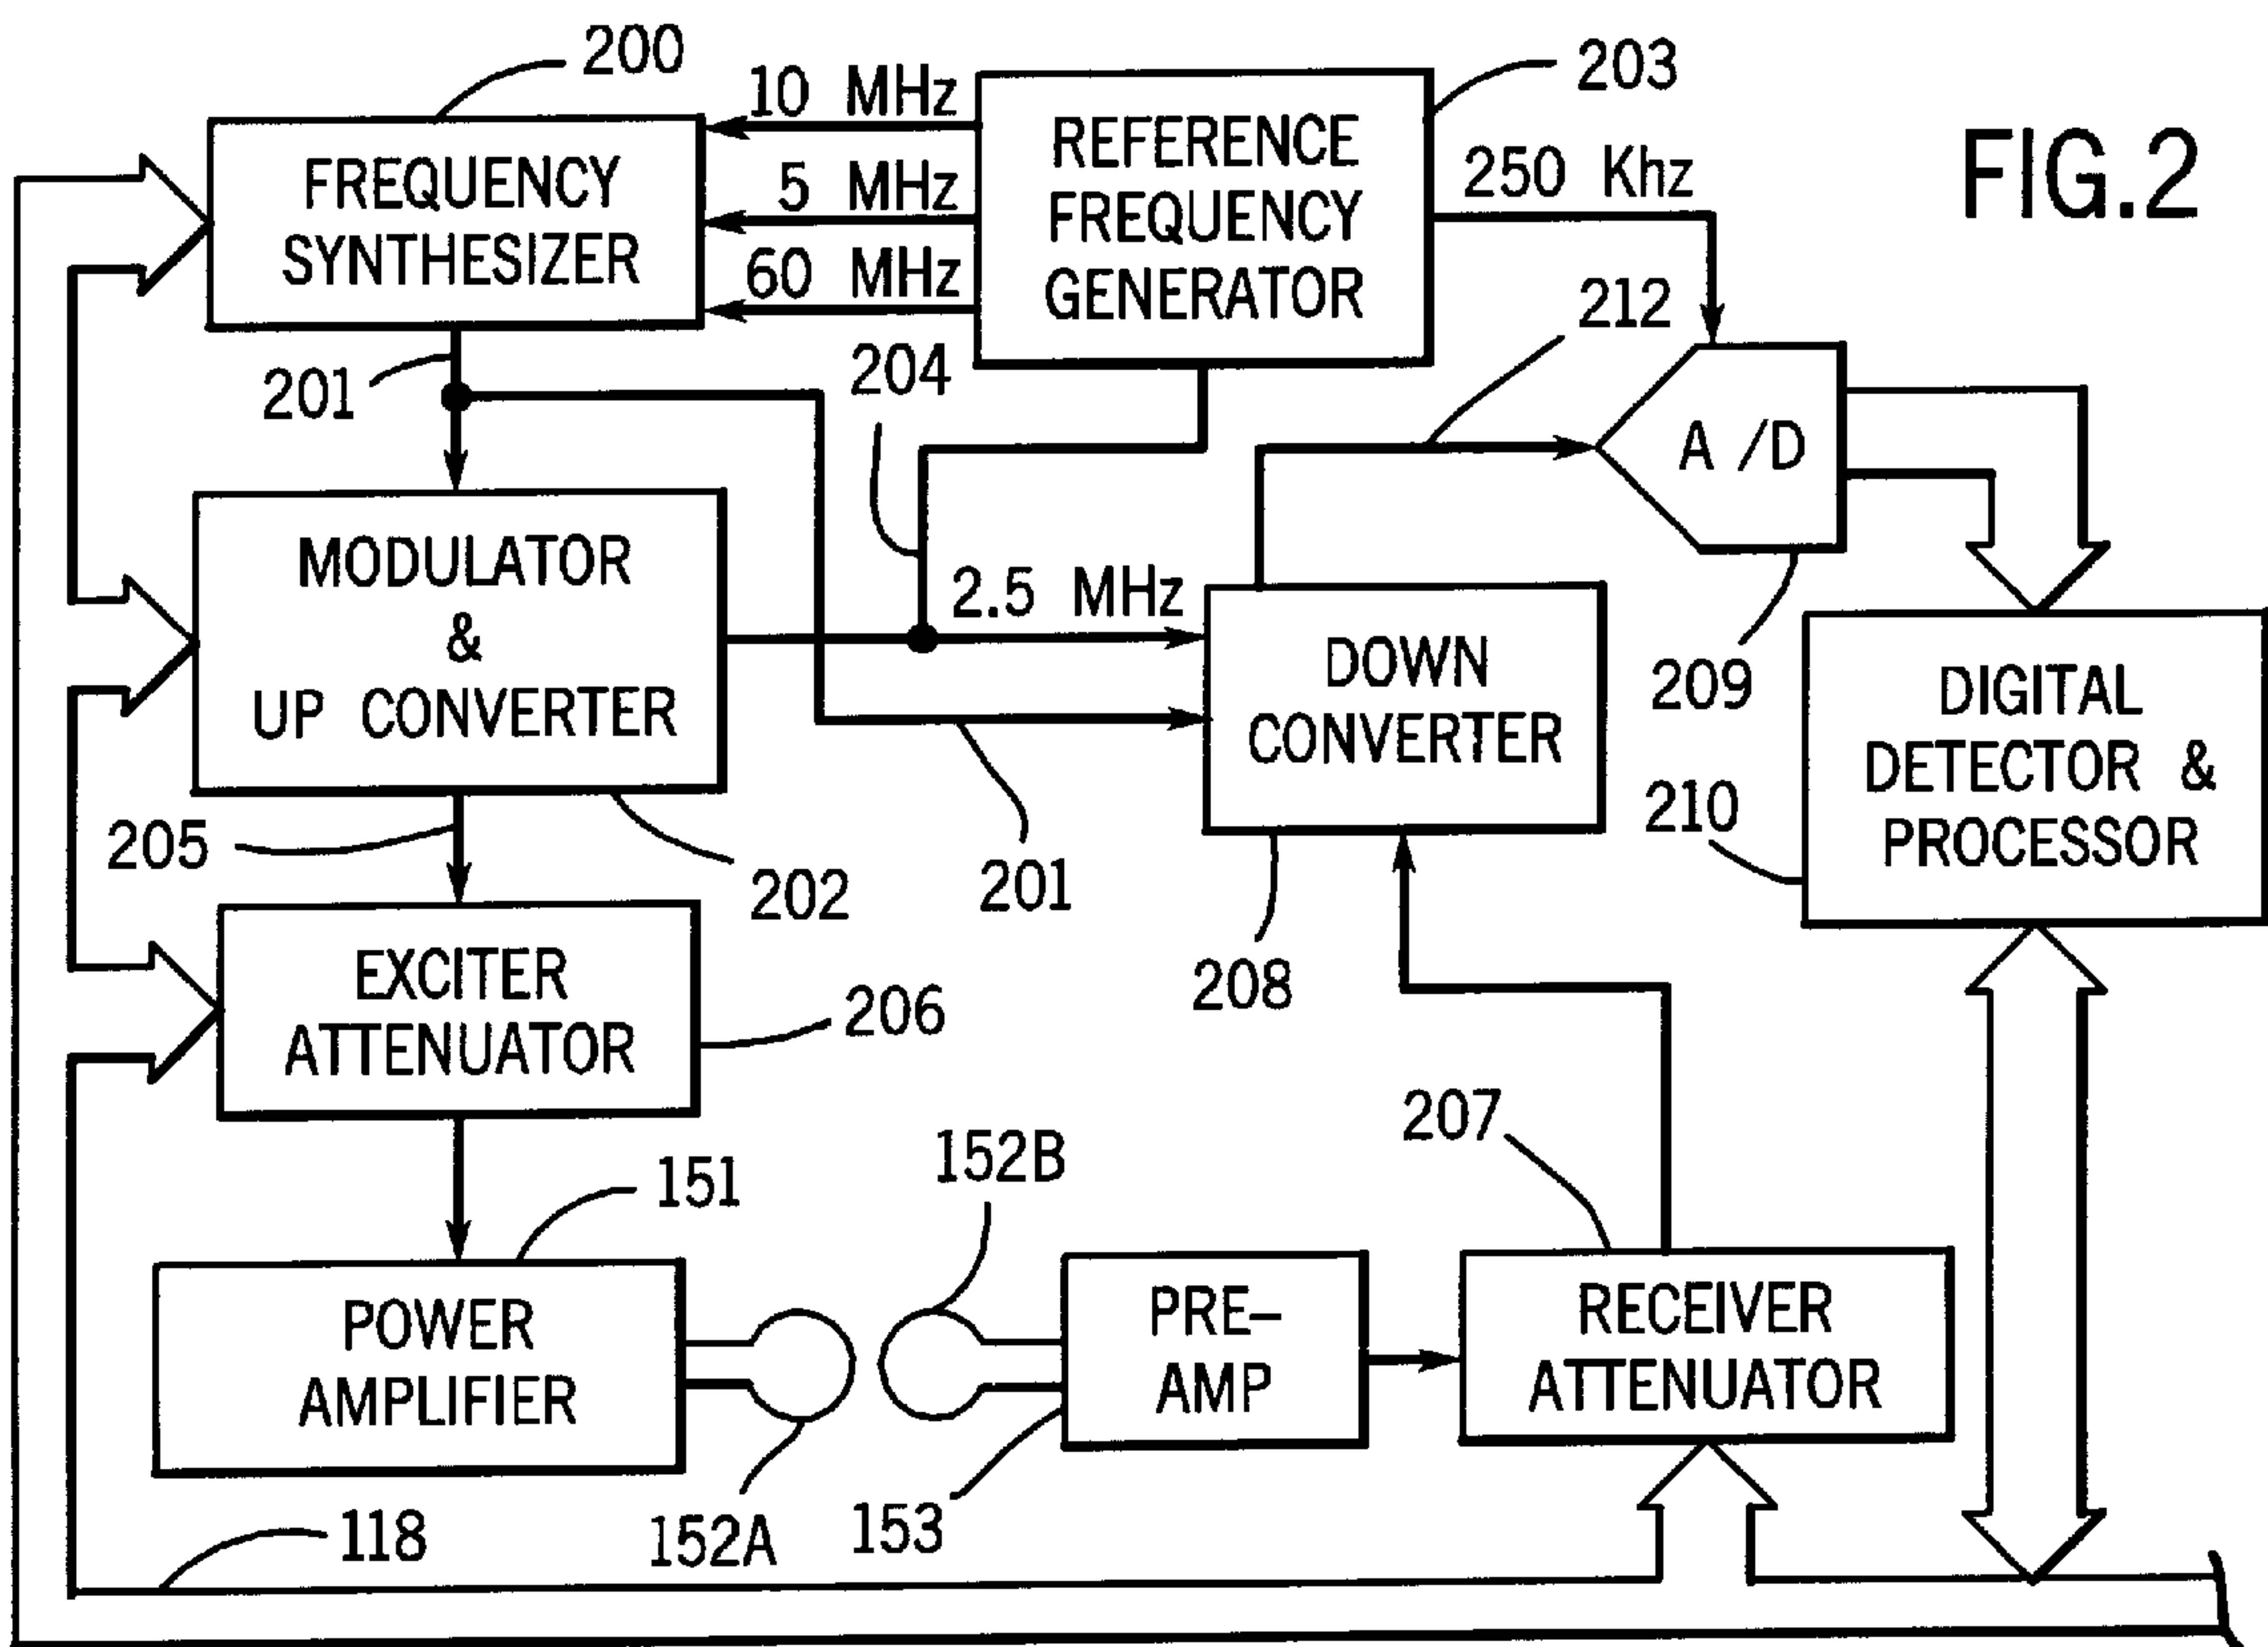 FIG.2
200
10 MHz
203
FREQUENCY
SYNTHESIZER
5 MHz
60 MHz
REFERENCE
FREQUENCY
GENERATOR
250 Khz
212
201
204
A /D
MODULATOR
&
UP CONVERTER
2.5 MHz
DOWN
CONVERTER
209
DIGITAL
DETECTOR &
PROCESSOR
210
205
202
201
208
EXCITER
ATTENUATOR
206
207
151
152B
POWER
AMPLIFIER
PRE-
AMP
RECEIVER
ATTENUATOR
118
152A
153